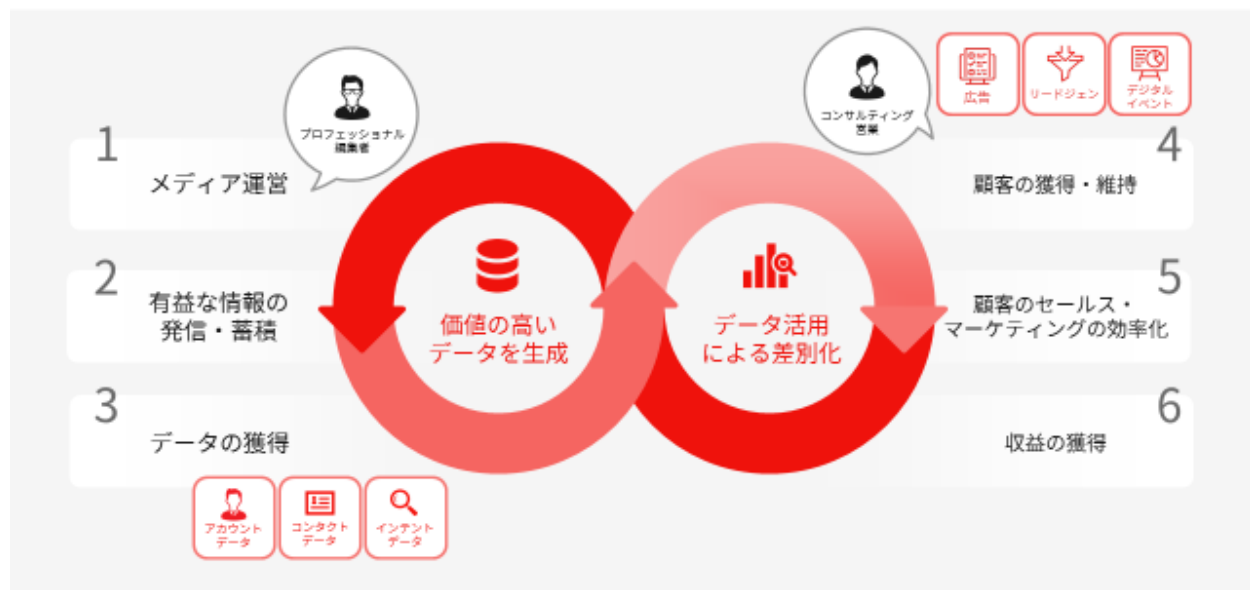 プロフェッショナル
編集者
1
メディア運営
2
有益な情報の
発信・蓄積
3
データの獲得
アカウント
データ
コンタクト
データ
インテント
データ
価値の高い
データを生成
データ活用
による差別化
コンサルティング
営業
広告
リードジェン
デジタル
イベント
4
顧客の獲得・維持
5
顧客のセールス・
マーケティングの効率化
6
収益の獲得